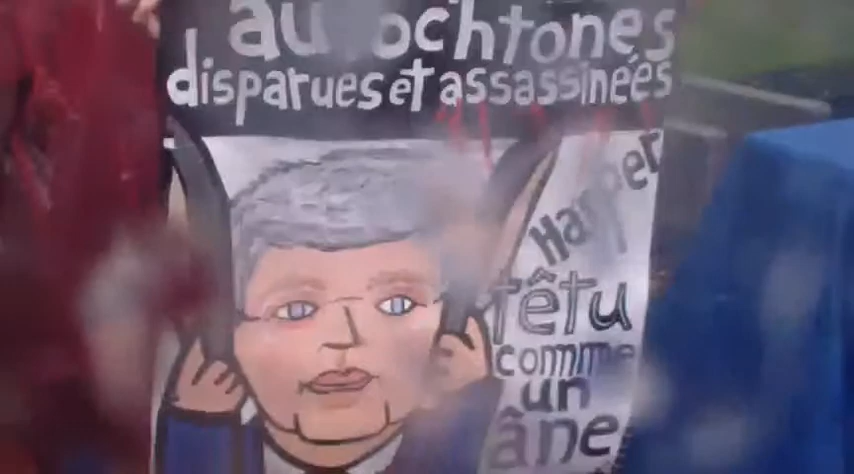 autochtones
disparues et assassinées
Harper
têtu
comme
un
âne